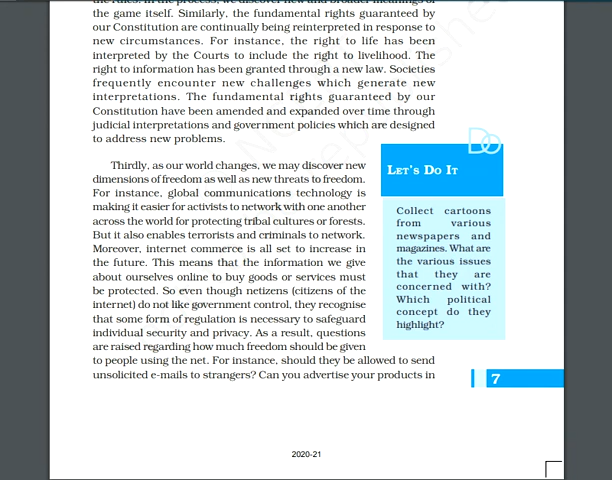 the rules. In the process, we discover new and broader meanings of
the game itself. Similarly, the fundamental rights guaranteed by
our Constitution are continually being reinterpreted in response to
new circumstances. For instance, the right to life has been
interpreted by the Courts to include the right to livelihood. The
right to information has been granted through a new law. Societies
frequently encounter new challenges which generate new
interpretations. The fundamental rights guaranteed by our
Constitution have been amended and expanded over time through
judicial interpretations and government policies which are designed
to address new problems.
Thirdly, as our world changes, we may discover new
dimensions of freedom as well as new threats to freedom.
For instance, global communications technology is
making it easier for activists to network with one another
across the world for protecting tribal cultures or forests.
But it also enables terrorists and criminals to network.
Moreover, internet commerce is all set to increase in
the future. This means that the information we give
about ourselves online to buy goods or services must
be protected. So even though netizens (citizens of the
internet) do not like government control, they recognise
that some form of regulation is necessary to safeguard
individual security and privacy. As a result, questions
are raised regarding how much freedom should be given
to people using the net. For instance, should they be allowed to send
unsolicited e-mails to strangers? Can you advertise your products in
Do
LET'S DO IT
Collect cartoons
from various
newspapers and
magazines. What are
the various issues
that they are
concerned with?
Which political
concept do they
highlight?
7
2020-21